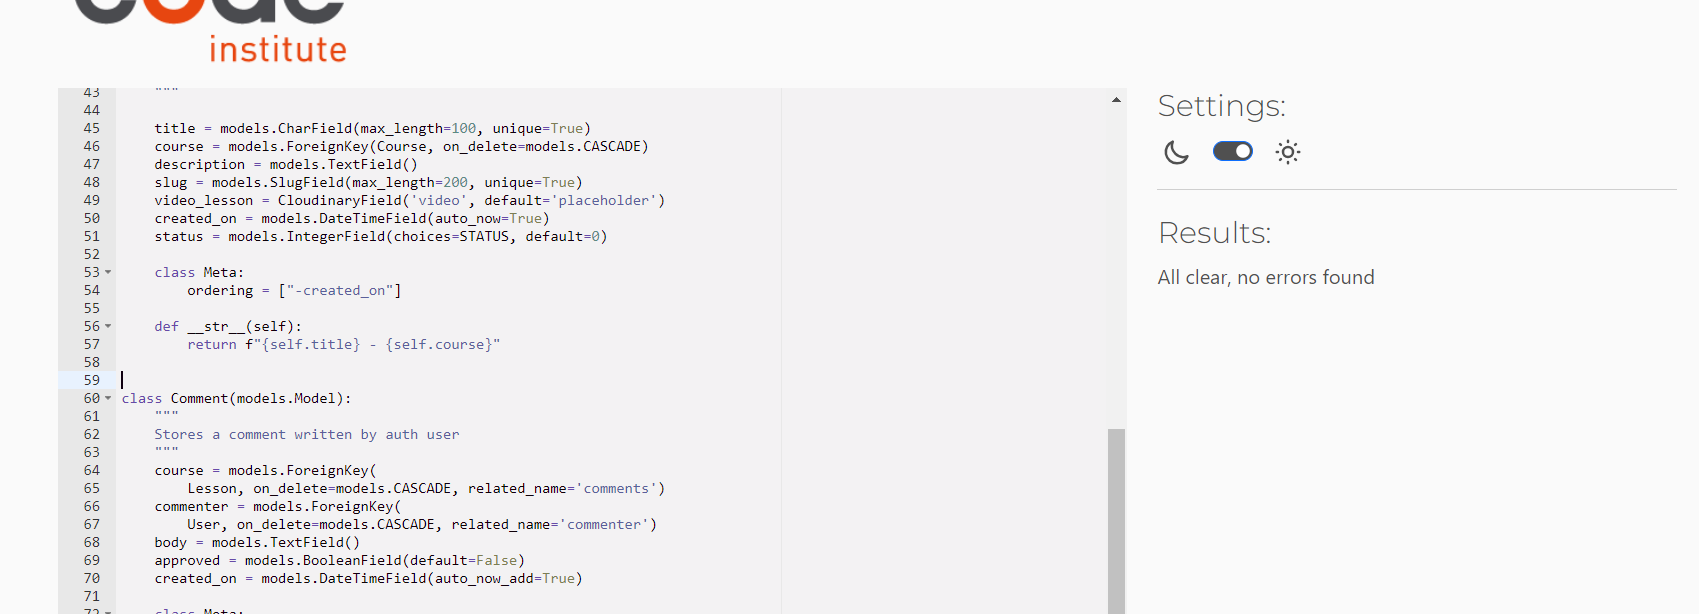 code
institute
43 """
44
45 title = models.CharField(max_length=100, unique=True)
46 course = models.ForeignKey(Course, on_delete=models.CASCADE)
47 description = models.TextField()
48 slug = models.SlugField(max_length=200, unique=True)
49 video_lesson = CloudinaryField('video', default='placeholder')
50 created_on = models.DateTimeField(auto_now=True)
51 status = models.IntegerField(choices=STATUS, default=0)
52
53 class Meta:
54 ordering = ["-created_on"]
55
56 def __str__(self):
57 return f"{self.title} - {self.course}"
58
59
60 class Comment(models.Model):
61 """
62 Stores a comment written by auth user
63 """
64 course = models.ForeignKey(
65 Lesson, on_delete=models.CASCADE, related_name='comments')
66 commenter = models.ForeignKey(
67 User, on_delete=models.CASCADE, related_name='commenter')
68 body = models.TextField()
69 approved = models.BooleanField(default=False)
70 created_on = models.DateTimeField(auto_now_add=True)
71
72 class Meta:
Settings:
Results:
All clear, no errors found